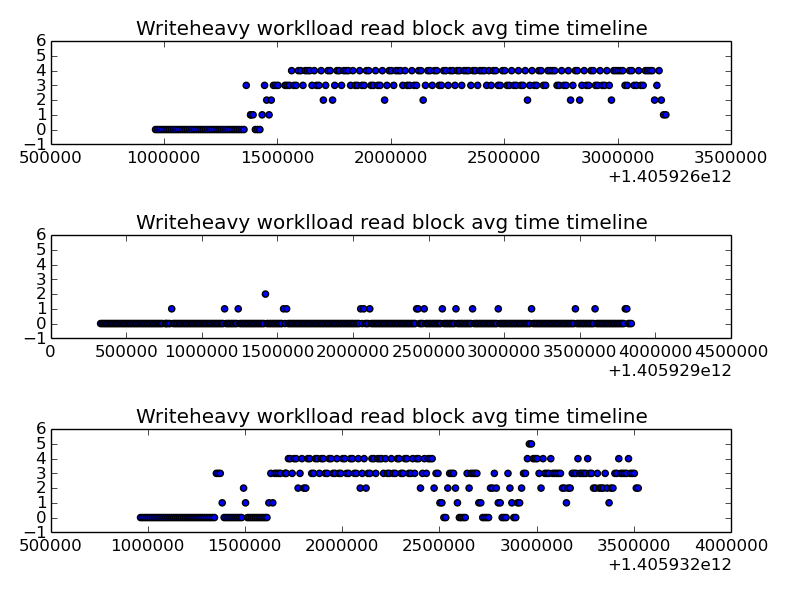 Writeheavy worklload read block avg time timeline
6
5
4
3
2
1
0
−1
500000 1000000 1500000 2000000 2500000 3000000 3500000
+1.405926e12
Writeheavy worklload read block avg time timeline
6
5
4
3
2
1
0
−1
0 500000 1000000 1500000 2000000 2500000 3000000 3500000 4000000 4500000
+1.405929e12
Writeheavy worklload read block avg time timeline
6
5
4
3
2
1
0
−1
500000 1000000 1500000 2000000 2500000 3000000 3500000 4000000
+1.405932e12